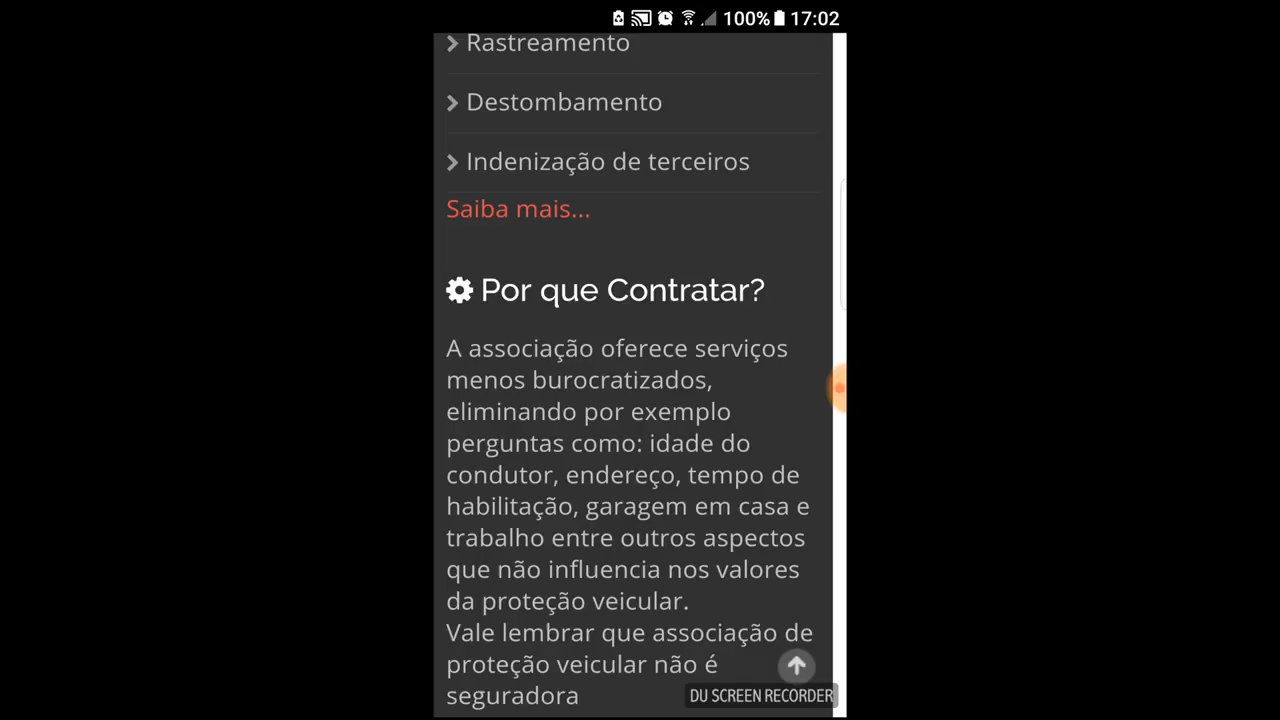 100% 17:02
Rastreamento
Destombamento
Indenização de terceiros
Saiba mais...
Por que Contratar?
A associação oferece serviços
menos burocratizados,
eliminando por exemplo
perguntas como: idade do
condutor, endereço, tempo de
habilitação, garagem em casa e
trabalho entre outros aspectos
que não influencia nos valores
da proteção veicular.
Vale lembrar que associação de
proteção veicular não é
seguradora
DU SCREEN RECORDER